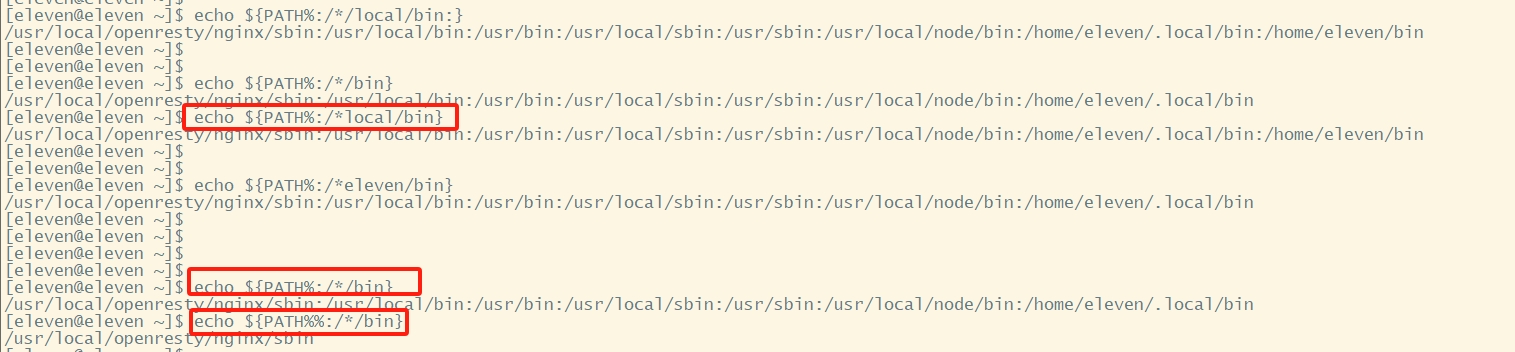 [eleven@eleven ~]$
[eleven@eleven ~]$ echo ${PATH%:/*/local/bin:}
/usr/local/openresty/nginx/sbin:/usr/local/bin:/usr/bin:/usr/local/sbin:/usr/sbin:/usr/local/node/bin:/home/eleven/.local/bin:/home/eleven/bin
[eleven@eleven ~]$
[eleven@eleven ~]$
[eleven@eleven ~]$ echo ${PATH%:/*/bin}
/usr/local/openresty/nginx/sbin:/usr/local/bin:/usr/bin:/usr/local/sbin:/usr/sbin:/usr/local/node/bin:/home/eleven/.local/bin
[eleven@eleven ~]$ echo ${PATH%:/*local/bin}
/usr/local/openresty/nginx/sbin:/usr/local/bin:/usr/bin:/usr/local/sbin:/usr/sbin:/usr/local/node/bin:/home/eleven/.local/bin:/home/eleven/bin
[eleven@eleven ~]$
[eleven@eleven ~]$
[eleven@eleven ~]$ echo ${PATH%:/*eleven/bin}
/usr/local/openresty/nginx/sbin:/usr/local/bin:/usr/bin:/usr/local/sbin:/usr/sbin:/usr/local/node/bin:/home/eleven/.local/bin
[eleven@eleven ~]$
[eleven@eleven ~]$
[eleven@eleven ~]$
[eleven@eleven ~]$
[eleven@eleven ~]$ echo ${PATH%:/*/bin}
/usr/local/openresty/nginx/sbin:/usr/local/bin:/usr/bin:/usr/local/sbin:/usr/sbin:/usr/local/node/bin:/home/eleven/.local/bin
[eleven@eleven ~]$ echo ${PATH%%:/*/bin}
/usr/local/openresty/nginx/sbin
[eleven@eleven ~]$